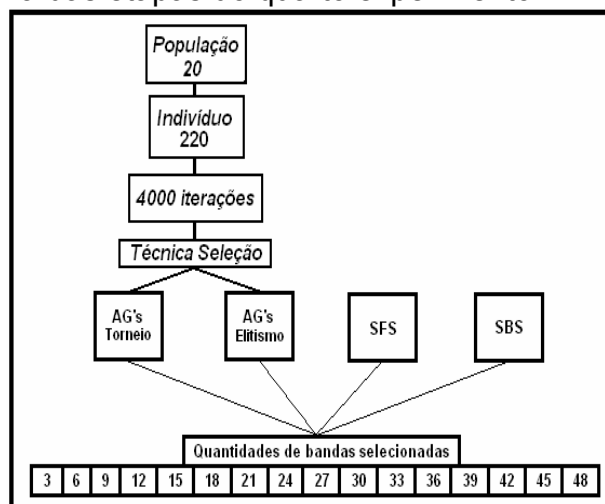 População
20
Indivíduo
220
4000 iterações
Técnica Seleção
AG's
Torneio
AG's
Elitismo
SFS
SBS
Quantidades de bandas selecionadas
3 6 9 12 15 18 21 24 27 30 33 36 39 42 45 48